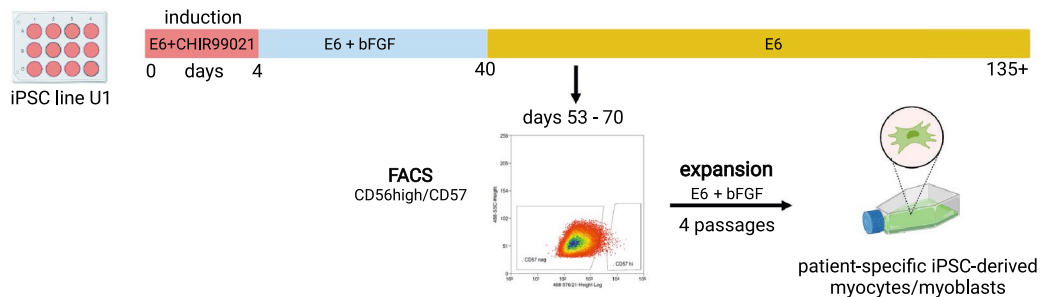 induction
E6+CHIR99021
E6 + bFGF
E6
0 days 4 40 135+
iPSC line U1
days 53 - 70
FACS
CD56high/CD57
CD57 neg
CD57 hi
expansion
E6 + bFGF
4 passages
patient-specific iPSC-derived
myocytes/myoblasts